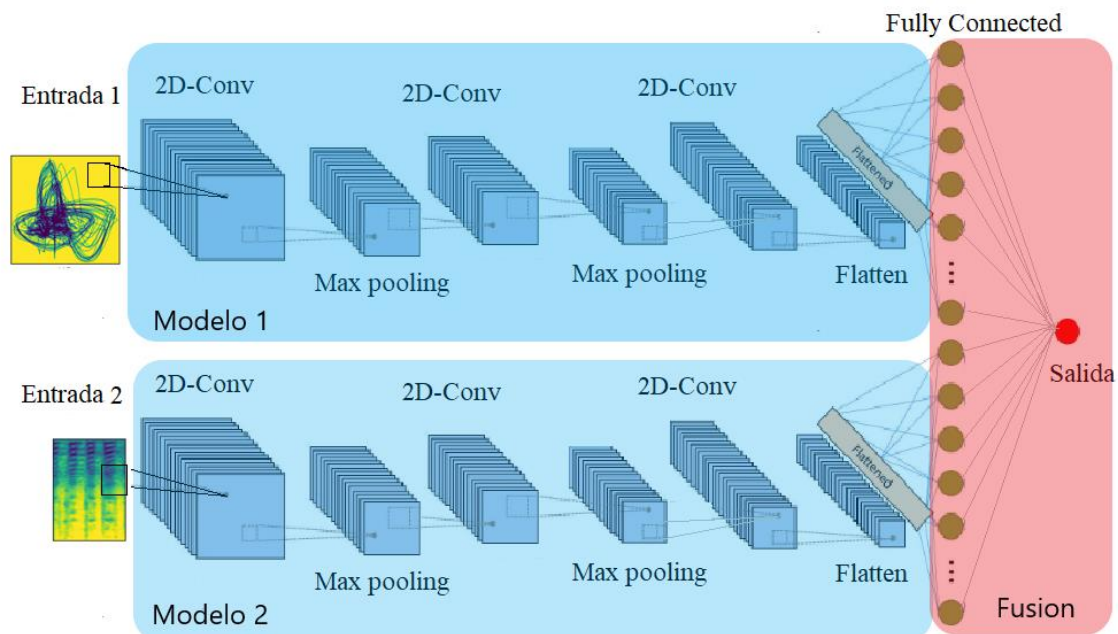 Fully Connected
Entrada 1
2D-Conv
2D-Conv
2D-Conv
Flattened
Max pooling
Max pooling
Flatten
Modelo 1
Salida
Entrada 2
2D-Conv
2D-Conv
2D-Conv
Flattened
Max pooling
Max pooling
Flatten
Modelo 2
Fusion